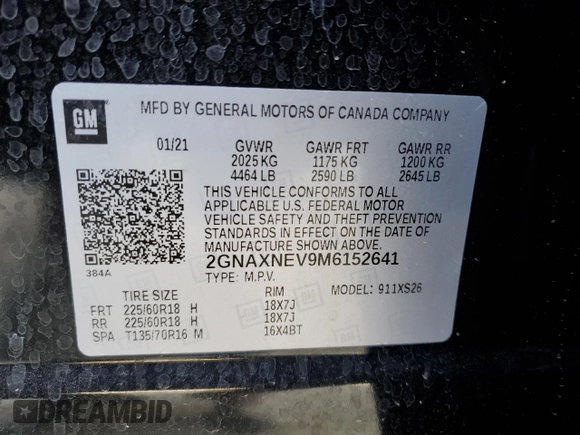 GM
MFD BY GENERAL MOTORS OF CANADA COMPANY
01/21 GVWR GAWR FRT GAWR RR
2025 KG 1175 KG 1200 KG
4464 LB 2590 LB 2645 LB
THIS VEHICLE CONFORMS TO ALL
APPLICABLE U.S. FEDERAL MOTOR
VEHICLE SAFETY AND THEFT PREVENTION
STANDARDS IN EFFECT ON THE DATE OF
MANUFACTURE SHOWN ABOVE.
384A 2GNAXNEV9M6152641
TYPE: M.P.V.
TIRE SIZE RIM MODEL: 911XS26
FRT 225/60R18 H 18X7J
RR 225/60R18 H 18X7J
SPA T135/70R16 M 16X4BT
DREAMBID